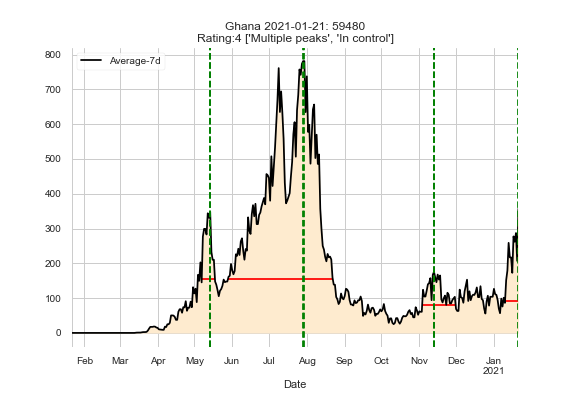 Ghana 2021-01-21: 59480
Rating:4 ['Multiple peaks', 'In control']
Average-7d
800
700
600
500
400
300
200
100
0
Feb Mar Apr May Jun Jul Aug Sep Oct Nov Dec Jan
2021
Date